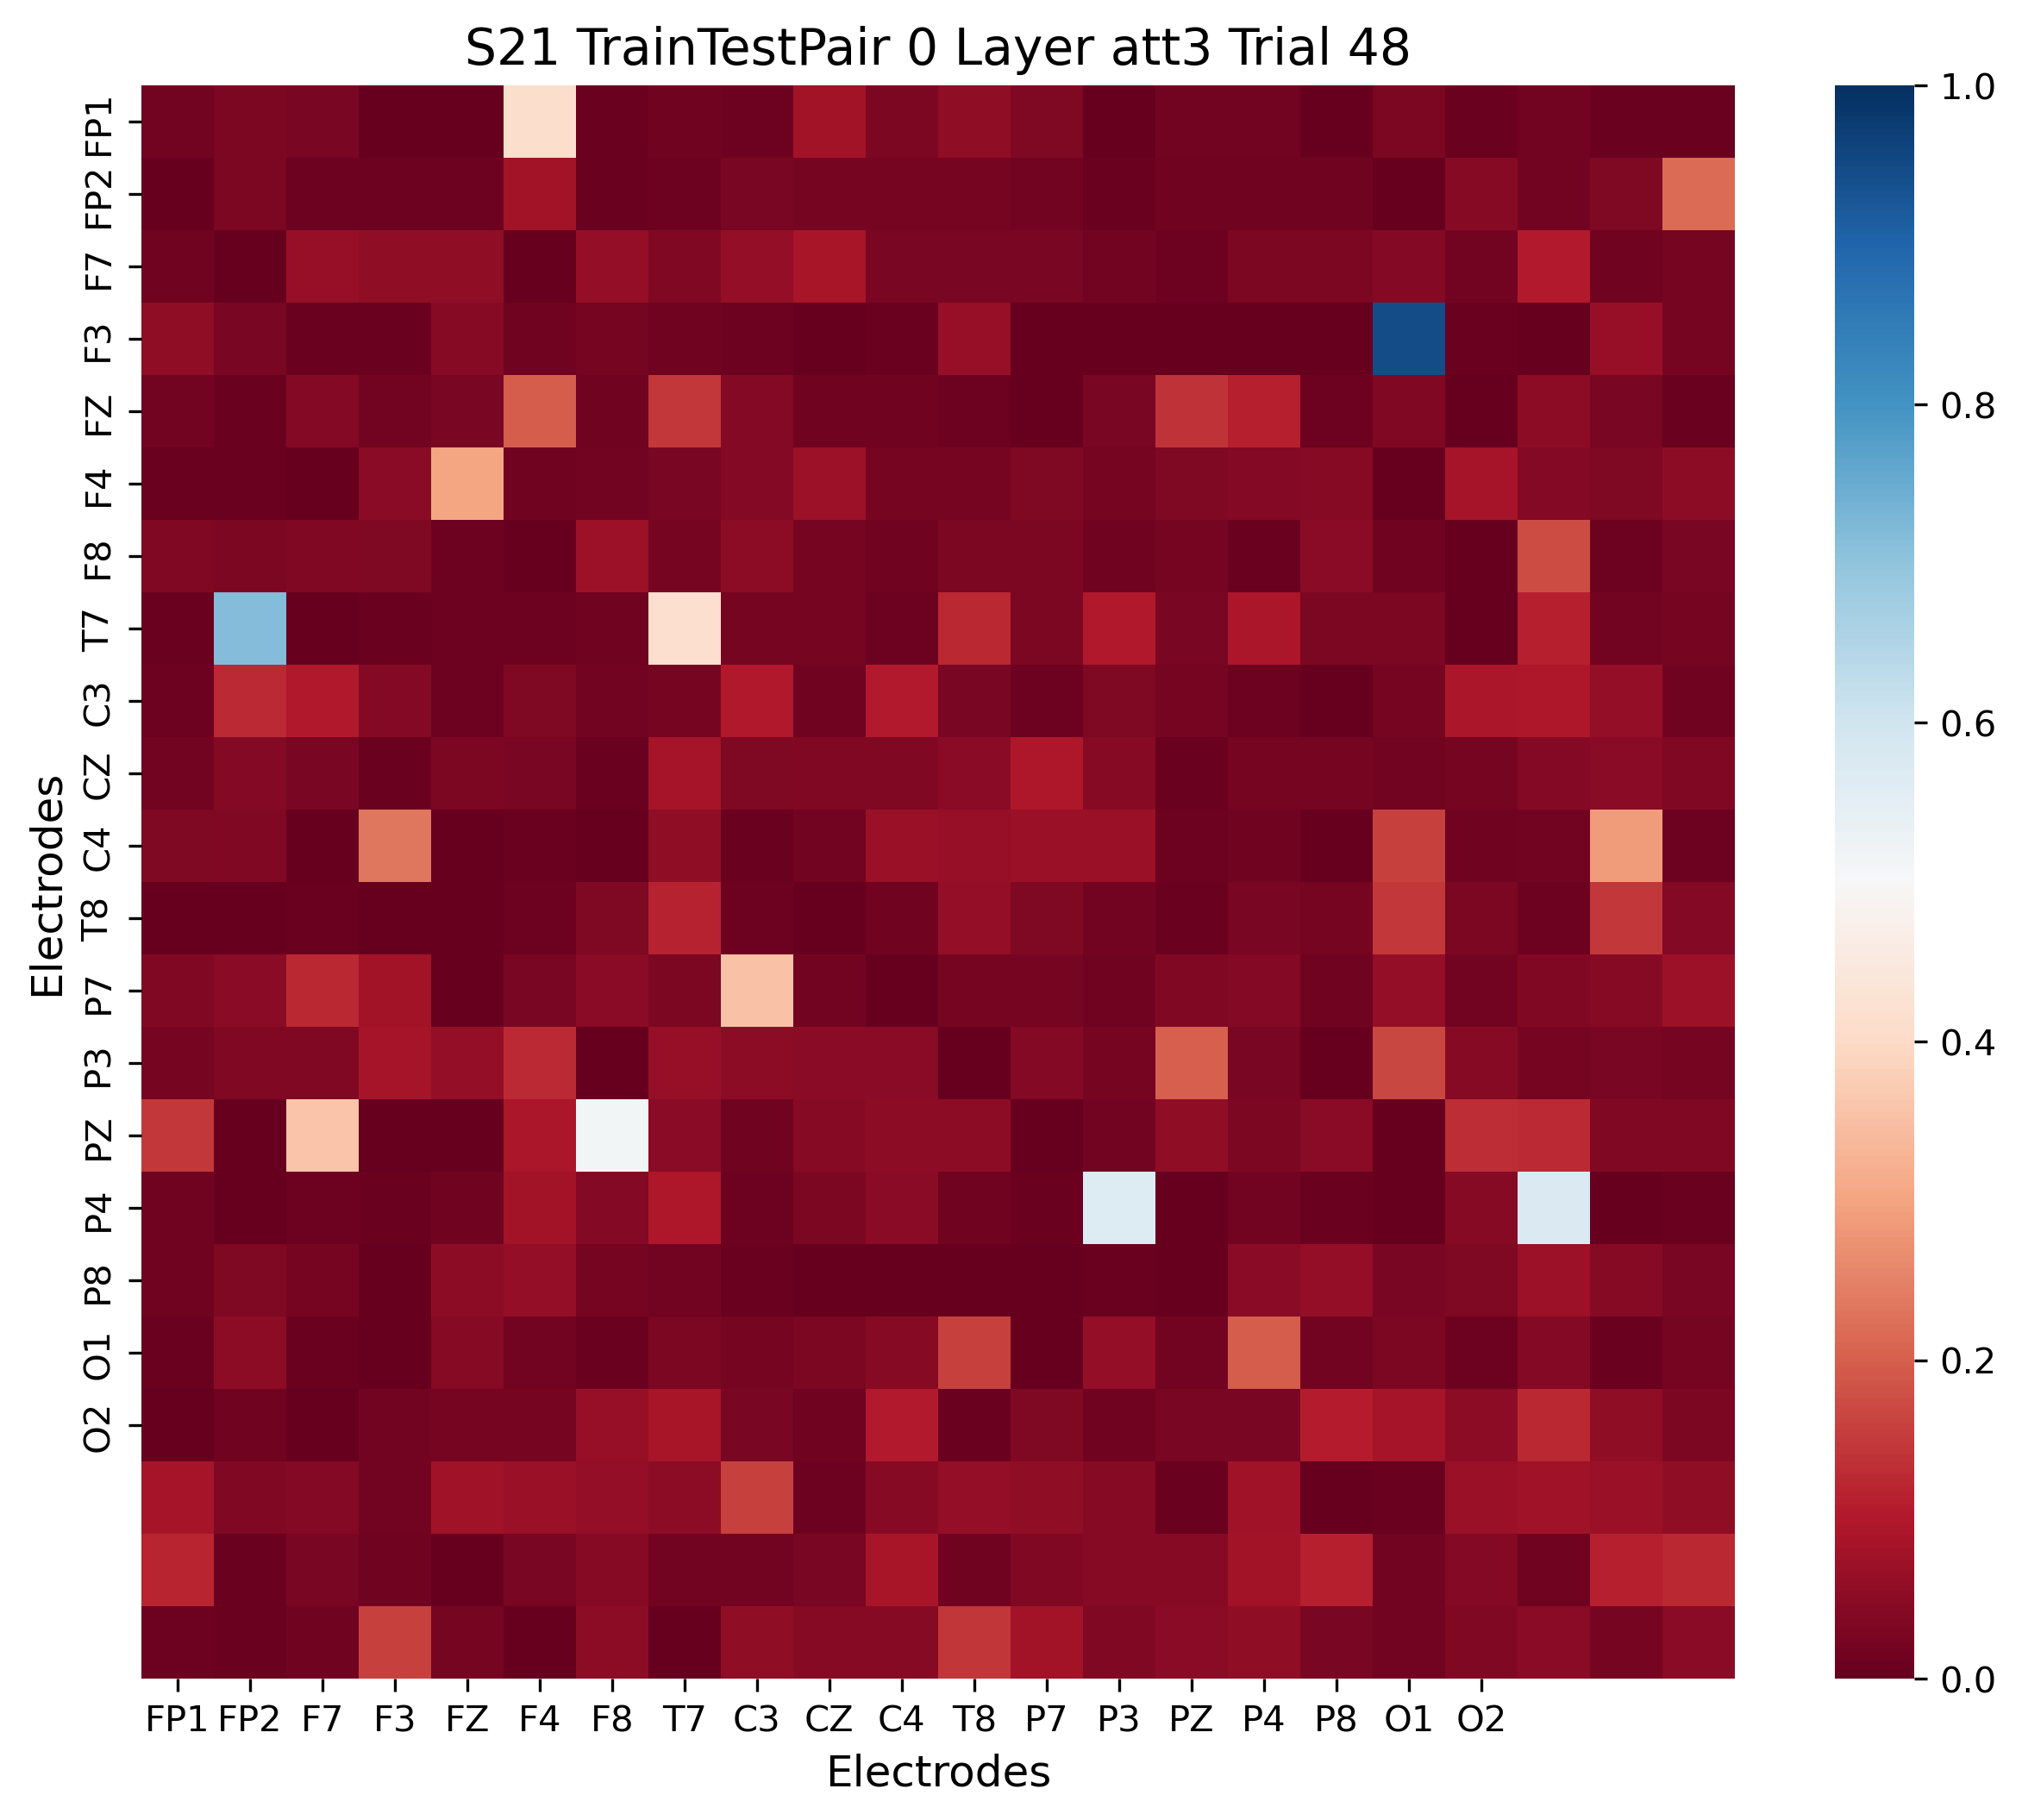 S21 TrainTestPair 0 Layer att3 Trial 48
Electrodes
FP1
FP2
F7
F3
FZ
F4
F8
T7
C3
CZ
C4
T8
P7
P3
PZ
P4
P8
O1
O2
FP1 FP2 F7 F3 FZ F4 F8 T7 C3 CZ C4 T8 P7 P3 PZ P4 P8 O1 O2
Electrodes
1.0
0.8
0.6
0.4
0.2
0.0